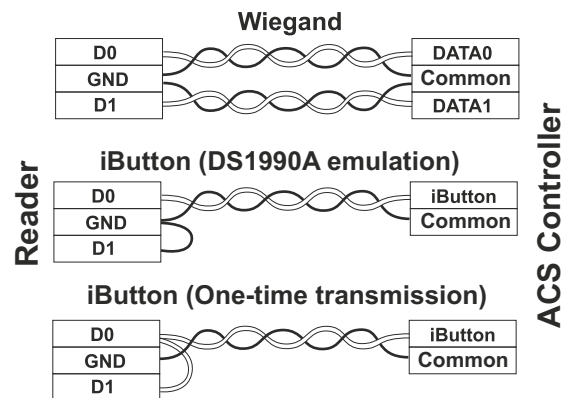 Wiegand
D0 DATA0
GND Common
D1 DATA1
iButton (DS1990A emulation)
D0 iButton
GND Common
D1
iButton (One-time transmission)
D0 iButton
GND Common
D1
Reader
ACS Controller